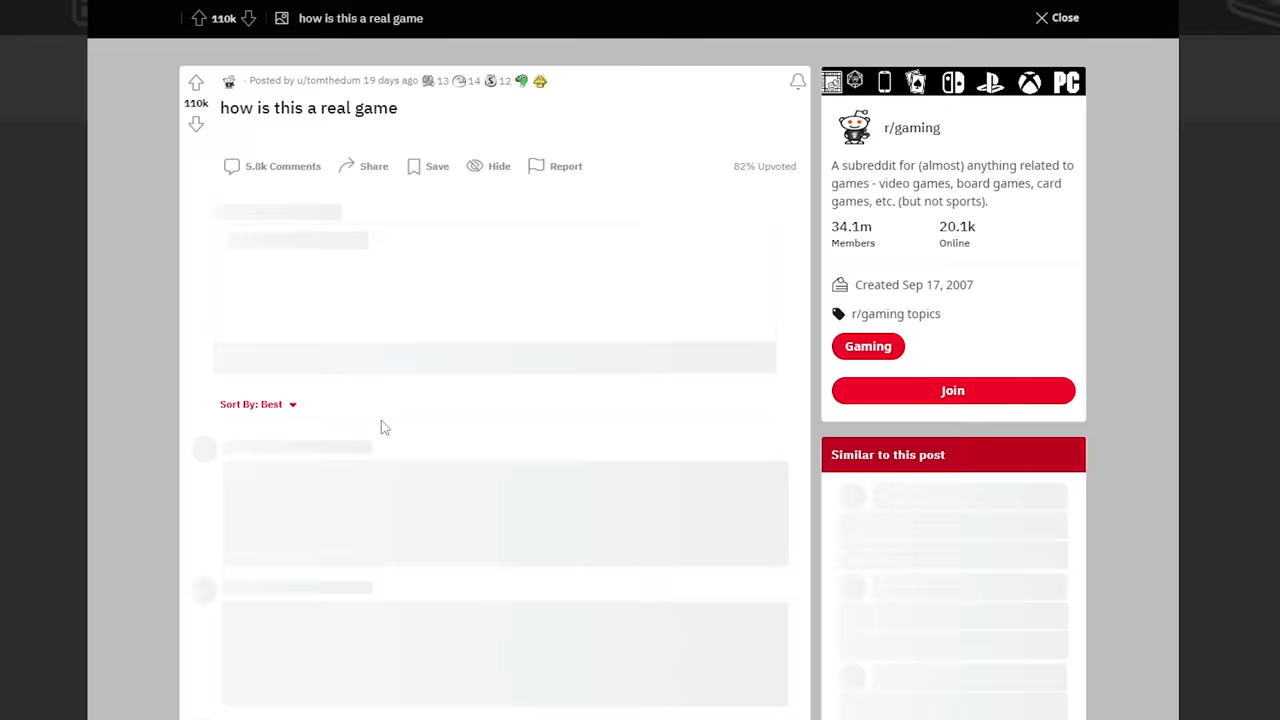 110k
how is this a real game
Close
Posted by u/tomthedum 19 days ago 13 14 12
110k
how is this a real game
5.8k Comments Share Save Hide Report 82% Upvoted
Sort By: Best
PC
r/gaming
A subreddit for (almost) anything related to
games - video games, board games, card
games, etc. (but not sports).
34.1m 20.1k
Members Online
Created Sep 17, 2007
r/gaming topics
Gaming
Join
Similar to this post